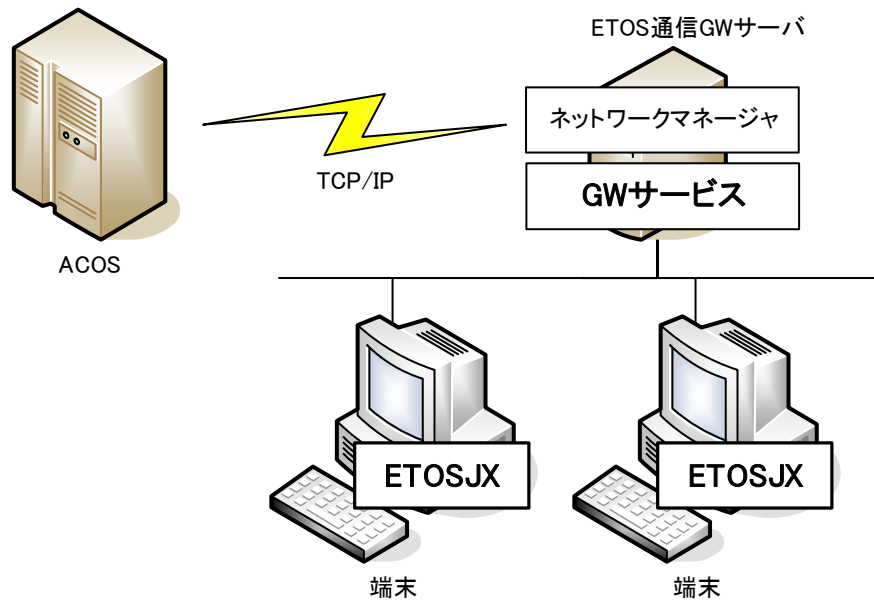 ETOS通信GWサーバ
ネットワークマネージャ
TCP/IP
GWサービス
ACOS
ETOSJX
ETOSJX
端末
端末